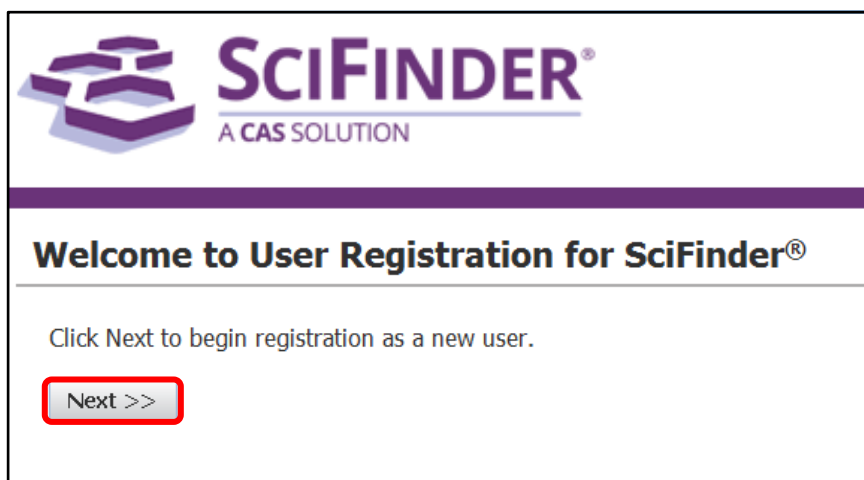 SCIFINDER®
A CAS SOLUTION
Welcome to User Registration for SciFinder®
Click Next to begin registration as a new user.
Next >>